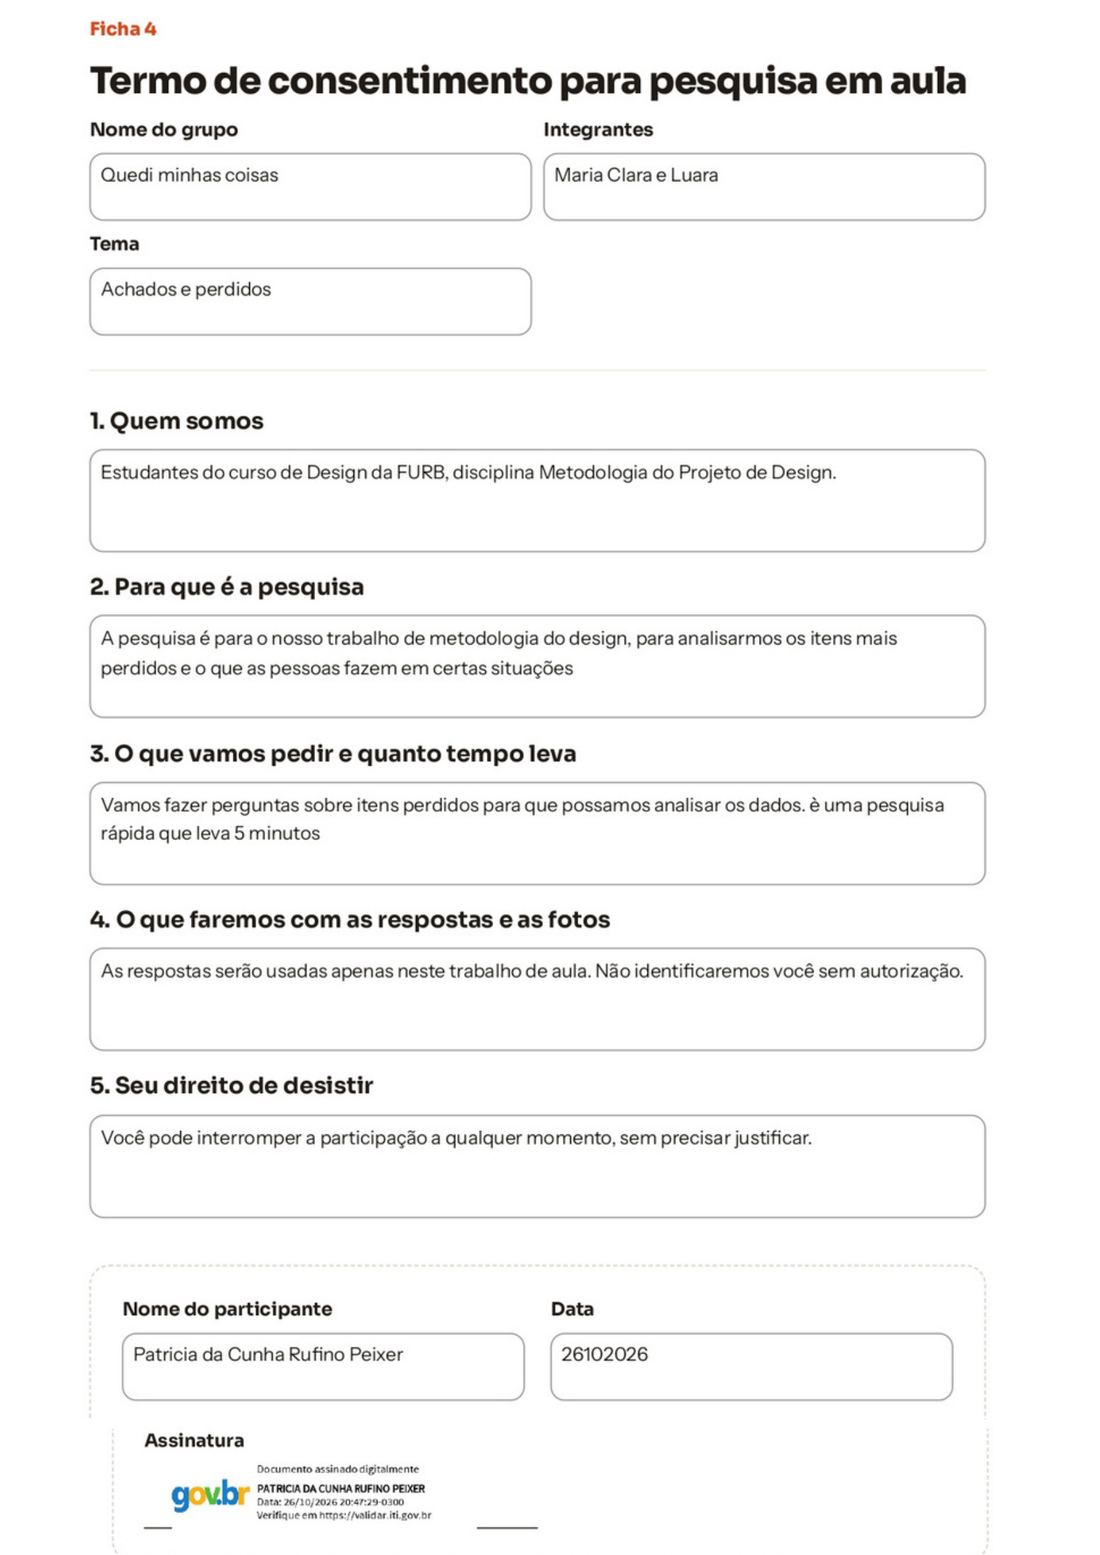 Ficha 4
Termo de consentimento para pesquisa em aula
Nome do grupo
Quedi minhas coisas
Integrantes
Maria Clara e Luara
Tema
Achados e perdidos
1. Quem somos
Estudantes do curso de Design da FURB, disciplina Metodologia do Projeto de Design.
2. Para que é a pesquisa
A pesquisa é para o nosso trabalho de metodologia do design, para analisarmos os itens mais
perdidos e o que as pessoas fazem em certas situações
3. O que vamos pedir e quanto tempo leva
Vamos fazer perguntas sobre itens perdidos para que possamos analisar os dados. è uma pesquisa
rápida que leva 5 minutos
4. O que faremos com as respostas e as fotos
As respostas serão usadas apenas neste trabalho de aula. Não identificaremos você sem autorização.
5. Seu direito de desistir
Você pode interromper a participação a qualquer momento, sem precisar justificar.
Nome do participante
Patricia da Cunha Rufino Peixer
Data
26102026
Assinatura
gov.br
Documento assinado digitalmente
PATRICIA DA CUNHA RUFINO PEIXER
Data: 26/10/2026 20:47:29-0300
Verifique em https://validar.iti.gov.br